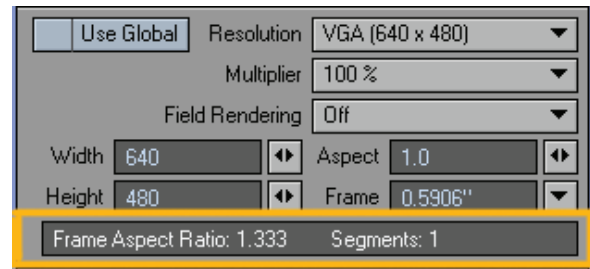 Use Global Resolution VGA (640 x 480)
Multiplier 100 %
Field Rendering Off
Width 640 Aspect 1.0
Height 480 Frame 0.5906"
Frame Aspect Ratio: 1.333 Segments: 1